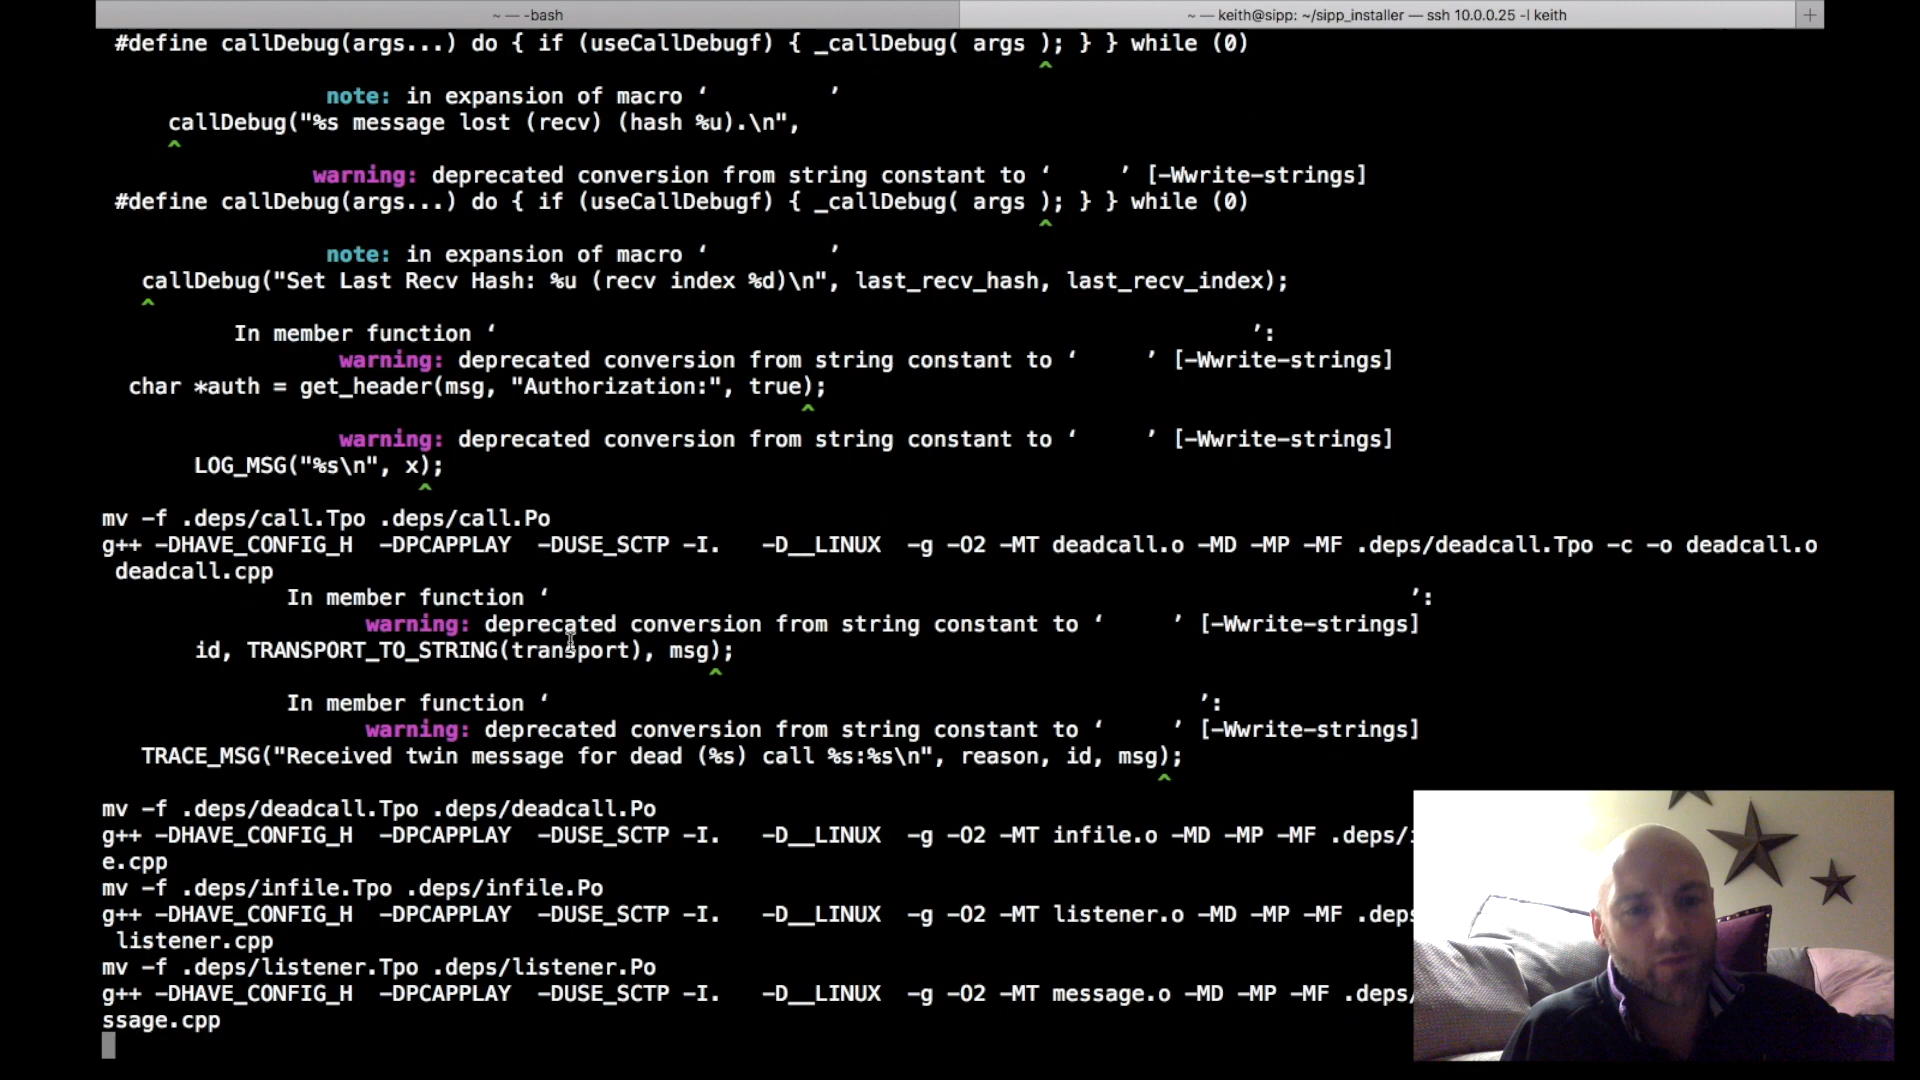 ~ — -bash
~ — keith@sipp: ~/sipp_installer — ssh 10.0.0.25 -l keith
+
#define callDebug(args...) do { if (useCallDebugf) { _callDebug( args ); } } while (0)
^
note: in expansion of macro ‘ ’
callDebug("%s message lost (recv) (hash %u).\n",
^
warning: deprecated conversion from string constant to ‘ ’ [-Wwrite-strings]
#define callDebug(args...) do { if (useCallDebugf) { _callDebug( args ); } } while (0)
^
note: in expansion of macro ‘ ’
callDebug("Set Last Recv Hash: %u (recv index %d)\n", last_recv_hash, last_recv_index);
^
In member function ‘ ’:
warning: deprecated conversion from string constant to ‘ ’ [-Wwrite-strings]
char *auth = get_header(msg, "Authorization:", true);
^
warning: deprecated conversion from string constant to ‘ ’ [-Wwrite-strings]
LOG_MSG("%s\n", x);
^
mv -f .deps/call.Tpo .deps/call.Po
g++ -DHAVE_CONFIG_H -DPCAPPLAY -DUSE_SCTP -I. -D__LINUX -g -O2 -MT deadcall.o -MD -MP -MF .deps/deadcall.Tpo -c -o deadcall.o
deadcall.cpp
In member function ‘ ’:
warning: deprecated conversion from string constant to ‘ ’ [-Wwrite-strings]
id, TRANSPORT_TO_STRING(transport), msg);
^
In member function ‘ ’:
warning: deprecated conversion from string constant to ‘ ’ [-Wwrite-strings]
TRACE_MSG("Received twin message for dead (%s) call %s:%s\n", reason, id, msg);
^
mv -f .deps/deadcall.Tpo .deps/deadcall.Po
g++ -DHAVE_CONFIG_H -DPCAPPLAY -DUSE_SCTP -I. -D__LINUX -g -O2 -MT infile.o -MD -MP -MF .deps/
e.cpp
mv -f .deps/infile.Tpo .deps/infile.Po
g++ -DHAVE_CONFIG_H -DPCAPPLAY -DUSE_SCTP -I. -D__LINUX -g -O2 -MT listener.o -MD -MP -MF .deps
listener.cpp
mv -f .deps/listener.Tpo .deps/listener.Po
g++ -DHAVE_CONFIG_H -DPCAPPLAY -DUSE_SCTP -I. -D__LINUX -g -O2 -MT message.o -MD -MP -MF .deps/
ssage.cpp